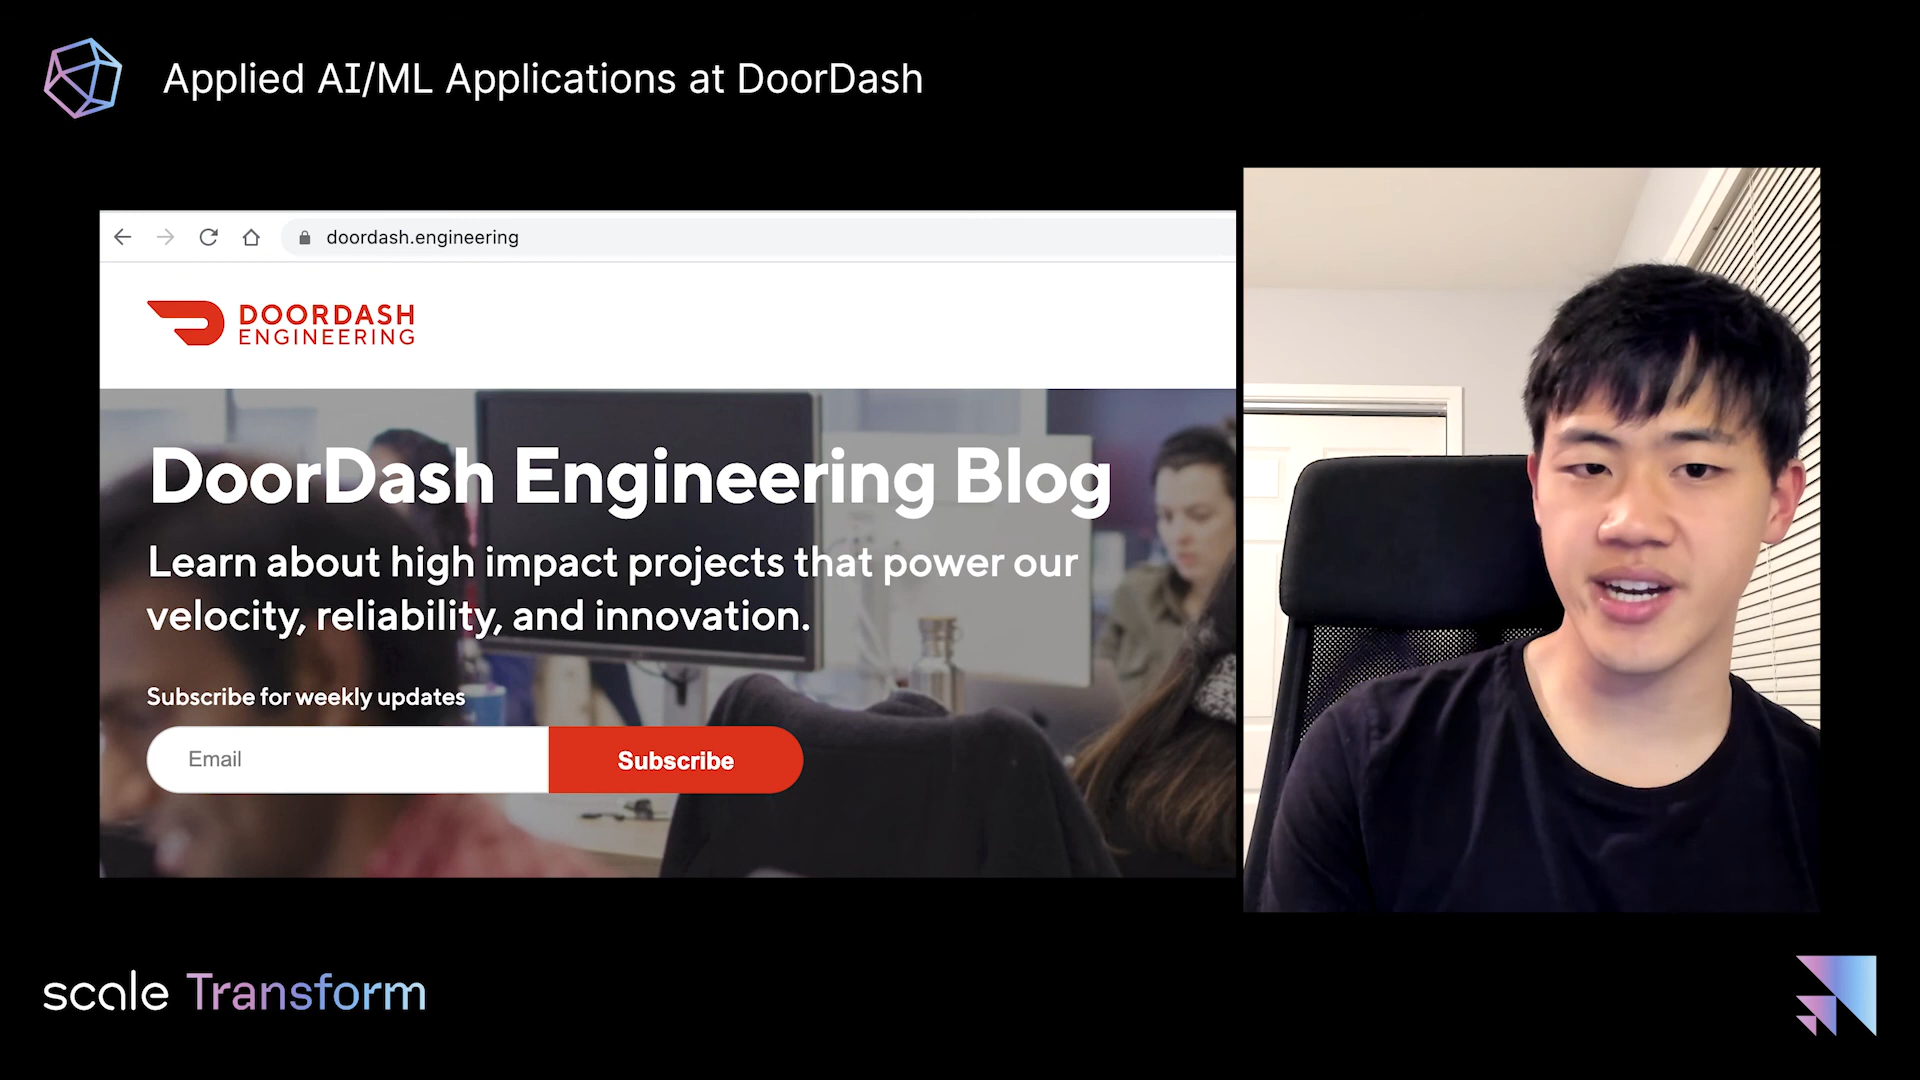 Applied AI/ML Applications at DoorDash
doordash.engineering
DOORDASH
ENGINEERING
DoorDash Engineering Blog
Learn about high impact projects that power our
velocity, reliability, and innovation.
Subscribe for weekly updates
Email
Subscribe
scale Transform